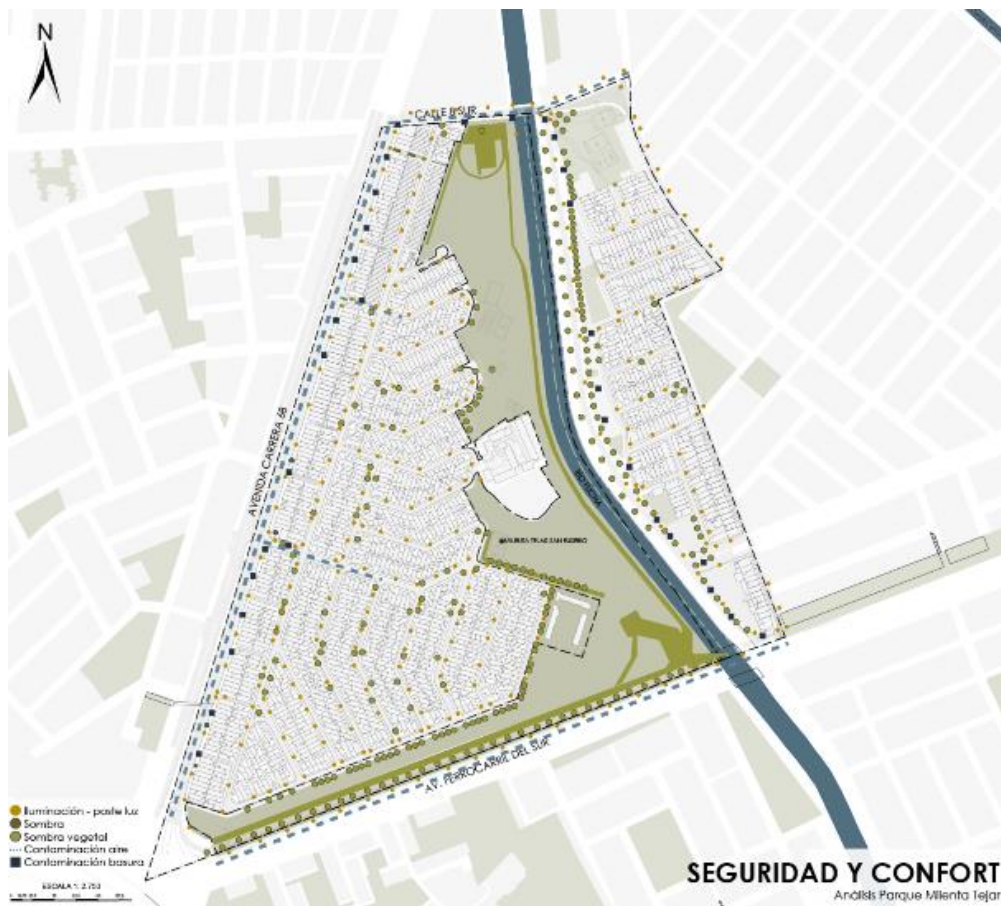 N
CALLE 8 SUR
AVENIDA CARRERA 68
AV. FERROCARRIL DEL SUR
Iluminación - poste luz
Sombra
Sombra vegetal
Contaminación aire
Contaminación basura
ESCALA 1: 2.750
SEGURIDAD Y CONFORT
Análisis Parque Milenta Tejar